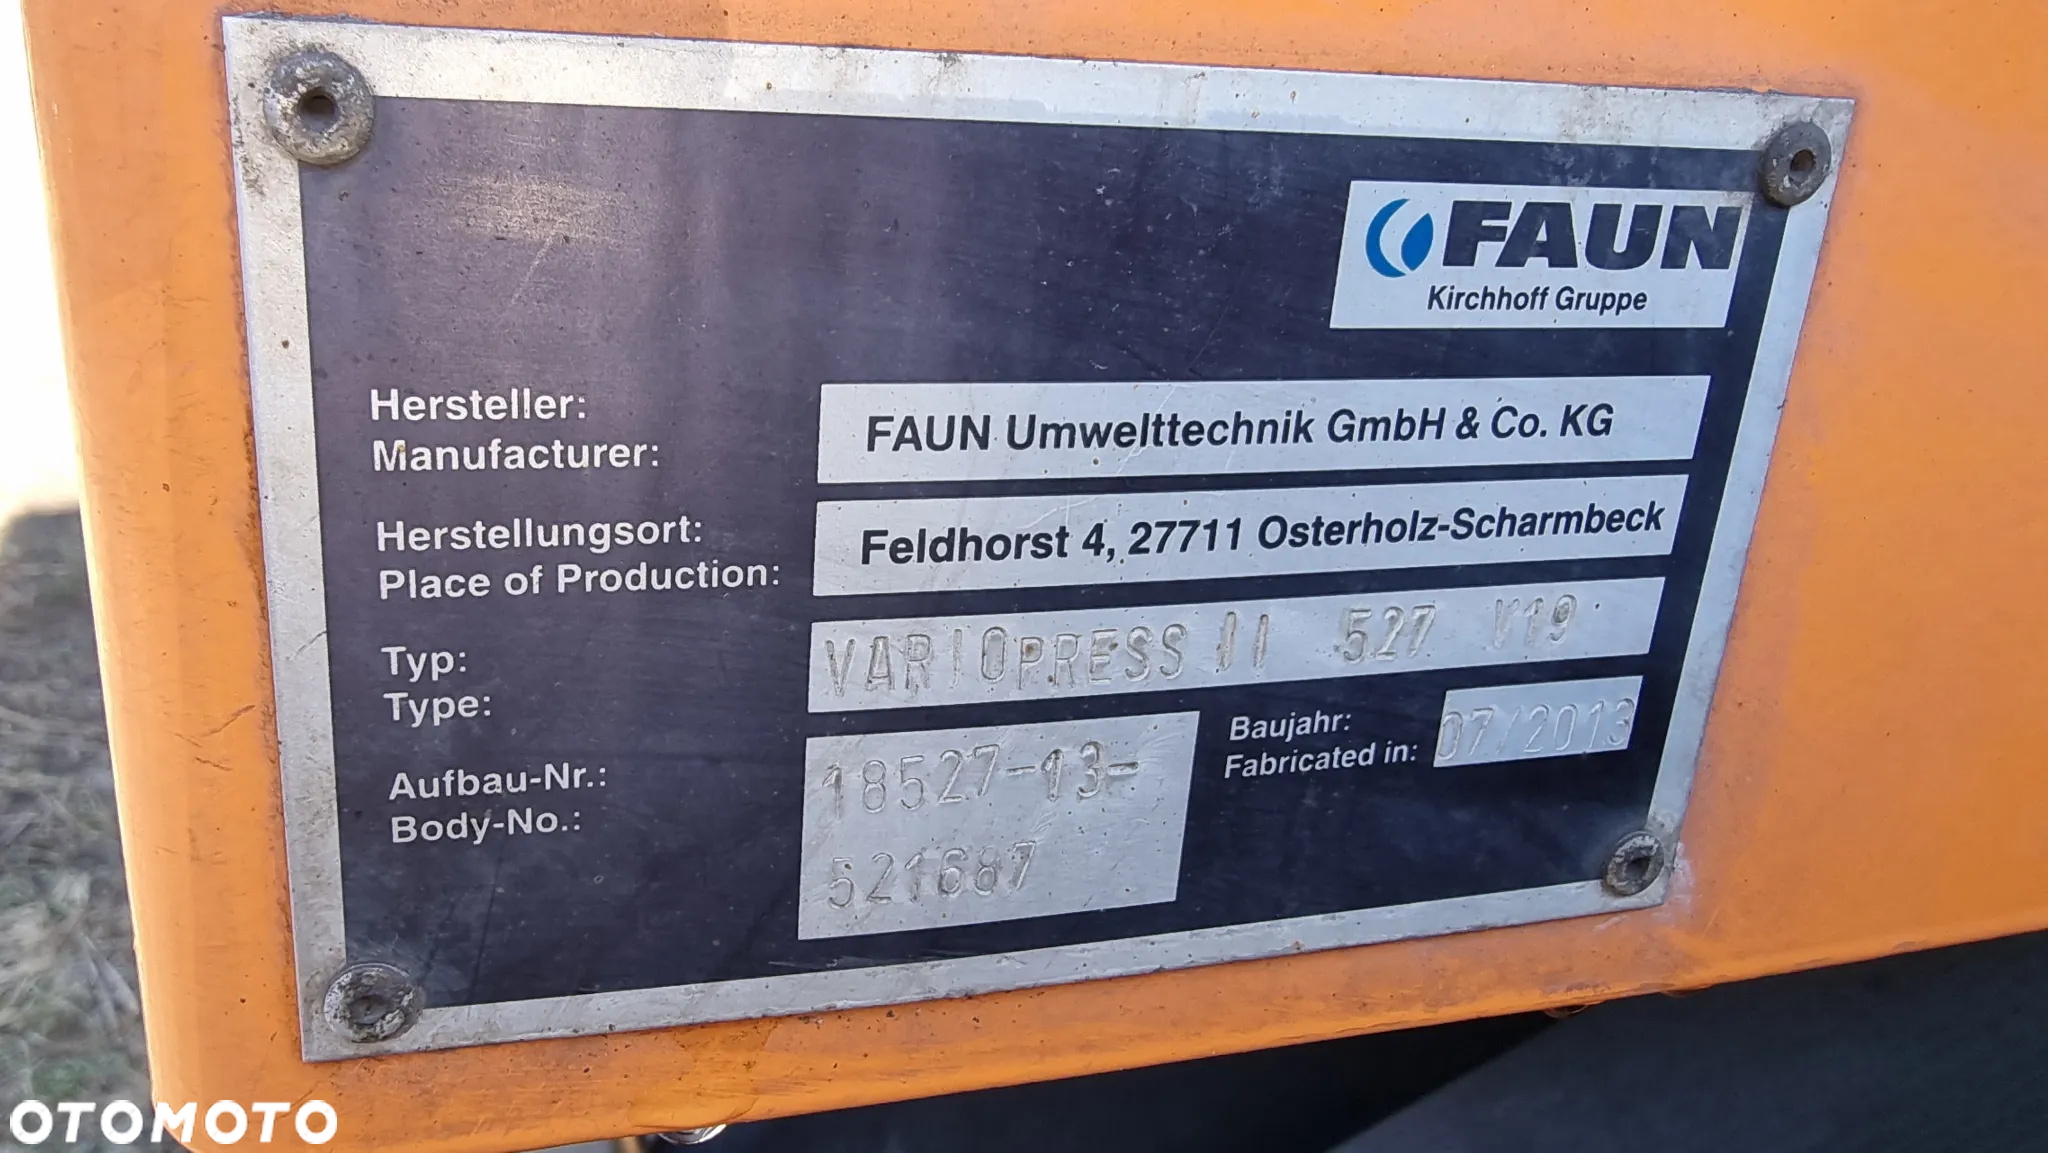 FAUN
Kirchhoff Gruppe
Hersteller:
Manufacturer:
FAUN Umwelttechnik GmbH & Co. KG
Herstellungsort:
Place of Production:
Feldhorst 4, 27711 Osterholz-Scharmbeck
Typ:
Type:
VARIOPRESS II 527 V19
Aufbau-Nr.:
Body-No.:
18527-13-
521687
Baujahr:
Fabricated in:
07/2013
OTOMOTO